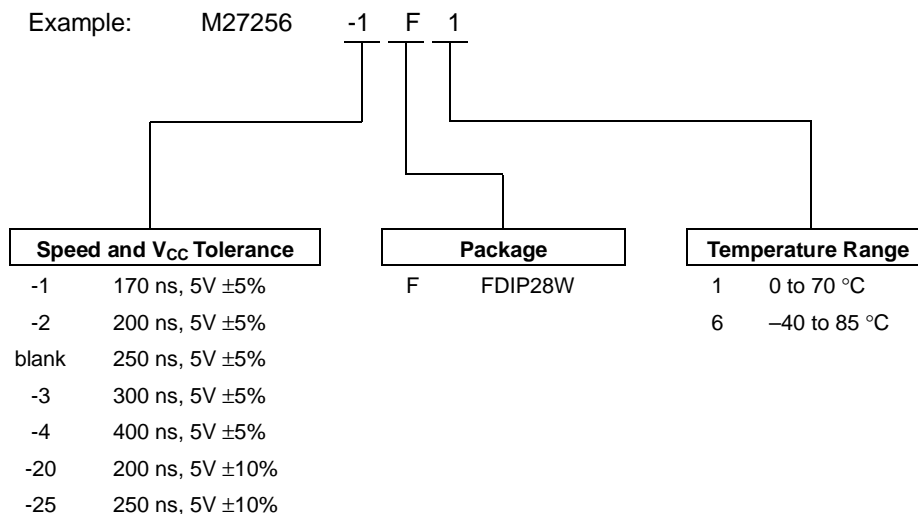 Example: M27256 -1 F 1
Speed and VCC Tolerance
-1 170 ns, 5V ±5%
-2 200 ns, 5V ±5%
blank 250 ns, 5V ±5%
-3 300 ns, 5V ±5%
-4 400 ns, 5V ±5%
-20 200 ns, 5V ±10%
-25 250 ns, 5V ±10%
Package
F FDIP28W
Temperature Range
1 0 to 70 °C
6 –40 to 85 °C